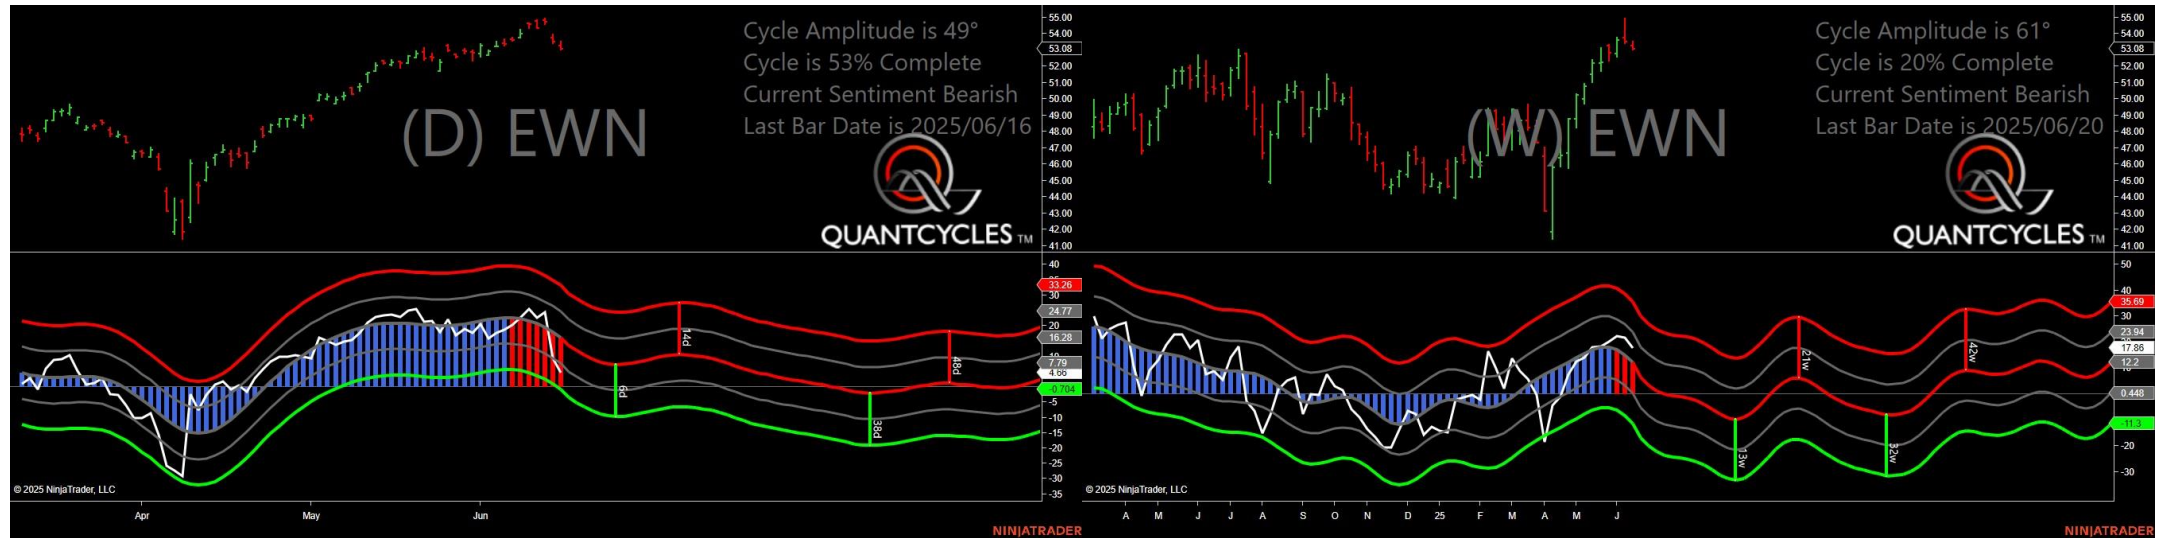 Cycle Amplitude is 49°
Cycle is 53% Complete
Current Sentiment Bearish
Last Bar Date is 2025/06/16
(D) EWN
QUANTCYCLES TM
55.00
54.00
53.08
52.00
51.00
50.00
49.00
48.00
47.00
46.00
45.00
44.00
43.00
42.00
41.00
40
33.26
30
24.77
20
16.28
7.79
4.66
-0.704
-5
-10
-15
-20
-25
-30
-35
6d
14d
38d
48d
© 2025 NinjaTrader, LLC
Apr
May
Jun
NINJATRADER
Cycle Amplitude is 61°
Cycle is 20% Complete
Current Sentiment Bearish
Last Bar Date is 2025/06/20
(W) EWN
QUANTCYCLES TM
55.00
54.00
53.08
52.00
51.00
50.00
49.00
48.00
47.00
46.00
45.00
44.00
43.00
42.00
41.00
50
40
35.69
30
23.94
17.86
12.2
0.448
-11.3
-20
-30
13w
21w
32w
42w
© 2025 NinjaTrader, LLC
A
M
J
J
A
S
O
N
D
25
F
M
A
M
J
NINJATRADER